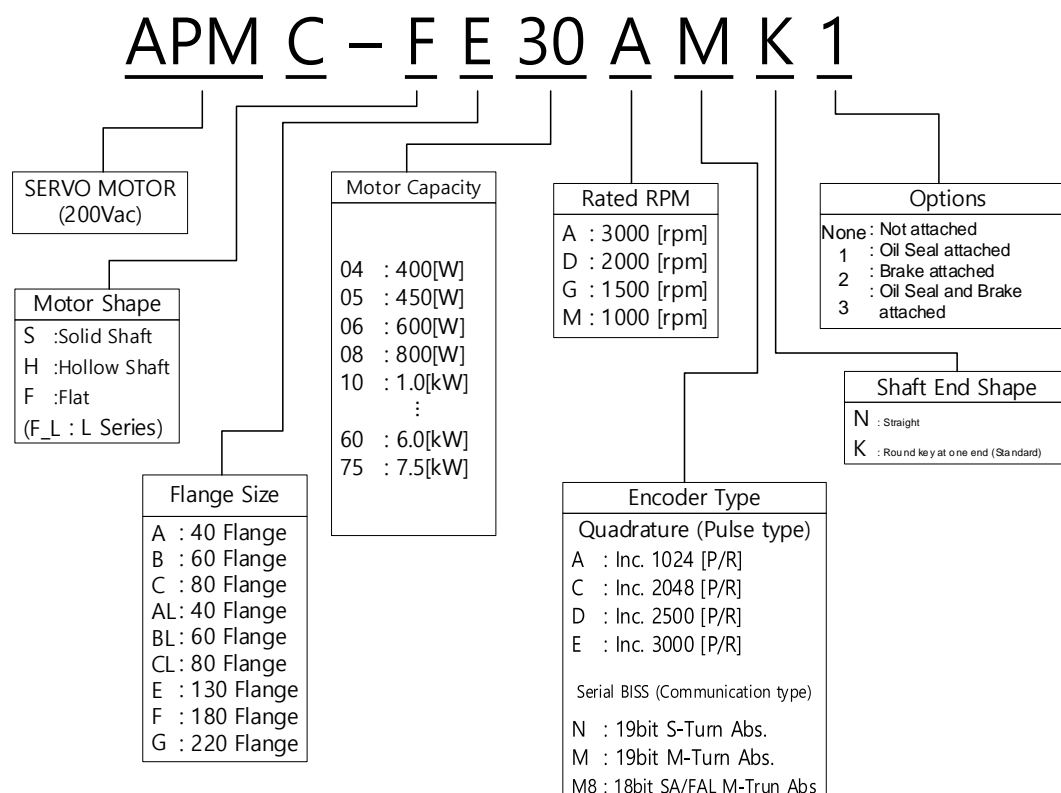 APM C – F E 30 A M K 1
SERVO MOTOR
(200Vac)
Motor Shape
S :Solid Shaft
H :Hollow Shaft
F :Flat
(F_L : L Series)
Flange Size
A : 40 Flange
B : 60 Flange
C : 80 Flange
AL: 40 Flange
BL: 60 Flange
CL: 80 Flange
E : 130 Flange
F : 180 Flange
G : 220 Flange
Motor Capacity
04 : 400[W]
05 : 450[W]
06 : 600[W]
08 : 800[W]
10 : 1.0[kW]
⋮
60 : 6.0[kW]
75 : 7.5[kW]
Rated RPM
A : 3000 [rpm]
D : 2000 [rpm]
G : 1500 [rpm]
M : 1000 [rpm]
Encoder Type
Quadrature (Pulse type)
A : Inc. 1024 [P/R]
C : Inc. 2048 [P/R]
D : Inc. 2500 [P/R]
E : Inc. 3000 [P/R]
Serial BISS (Communication type)
N : 19bit S-Turn Abs.
M : 19bit M-Turn Abs.
M8 : 18bit SA/FAL M-Trun Abs
Shaft End Shape
N : Straight
K : Round key at one end (Standard)
Options
None : Not attached
1 : Oil Seal attached
2 : Brake attached
3 : Oil Seal and Brake
attached